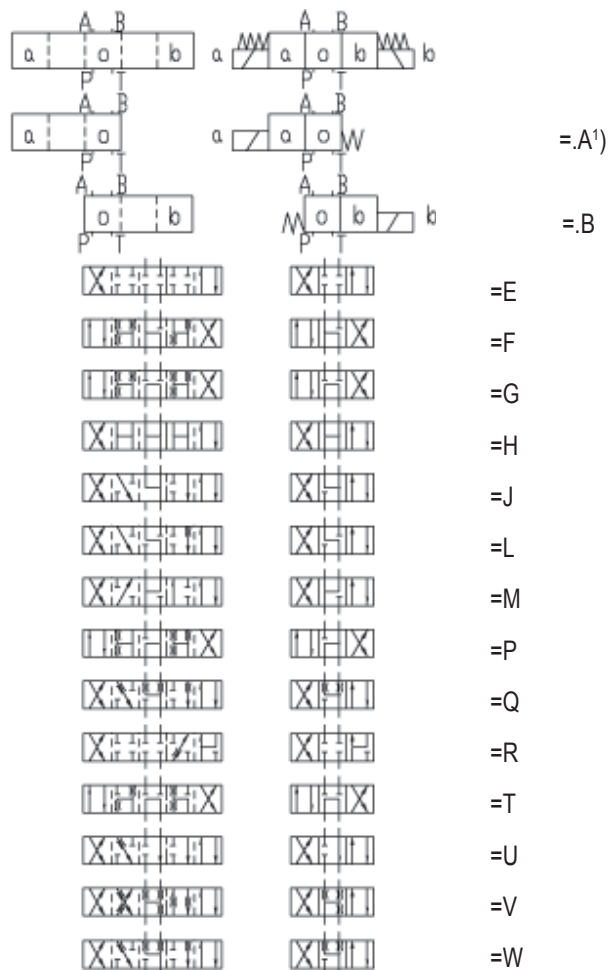 A B A B
a o b a a o b b
P T P T
A B A B
a o a a o =.A¹)
P T P T
A B A B
o b o b b =.B
P T P T
=E
=F
=G
=H
=J
=L
=M
=P
=Q
=R
=T
=U
=V
=W